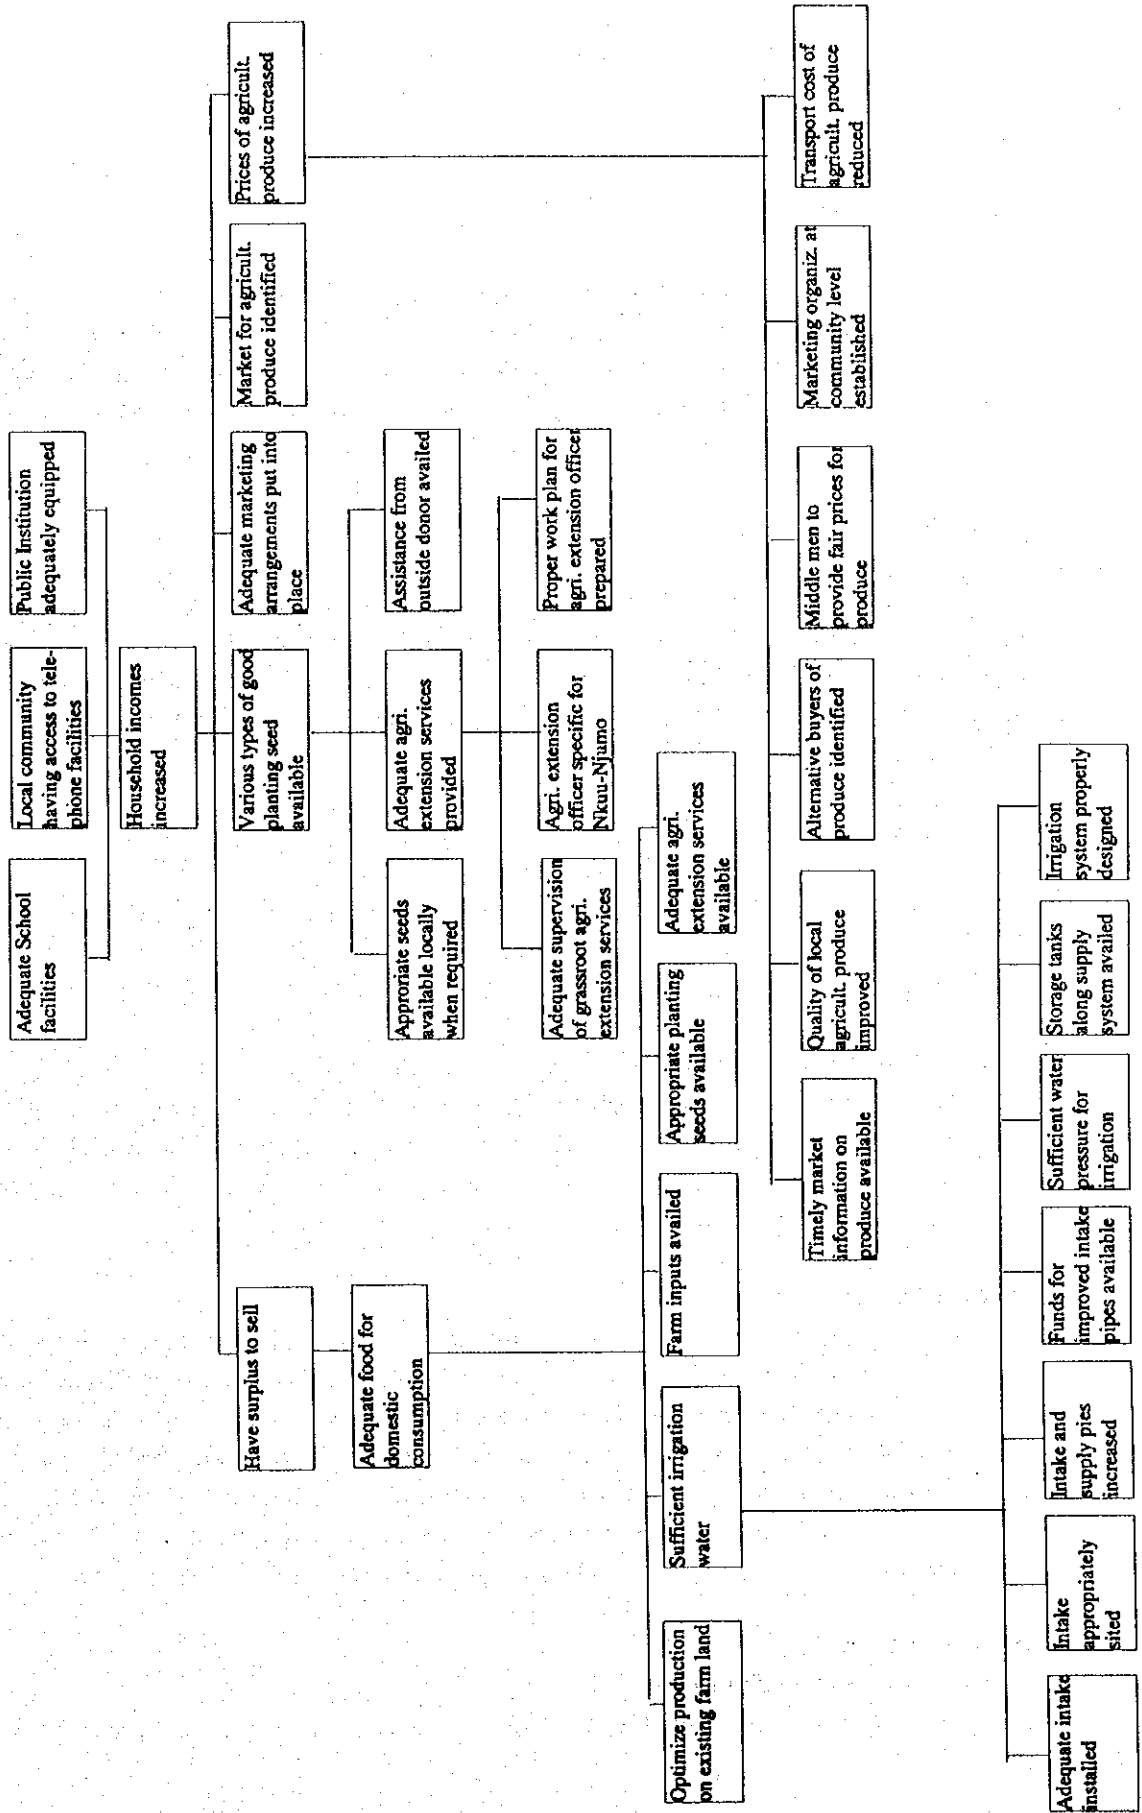 Adequate School
facilities
Local community
having access to tele-
phone facilities
Public Institution
adequately equipped
Household incomes
increased
Have surplus to sell
Various types of good
planting seed
available
Adequate marketing
arrangements put into
place
Market for agricult.
produce identified
Prices of agricult.
produce increased
Adequate food for
domestic
consumption
Approriate seeds
available locally
when required
Adequate agri.
extension services
provided
Assistance from
outside donor availed
Adequate supervision
of grassroot agri.
extension services
Agri. extension
officer specific for
Nkuu-Njumo
Proper work plan for
agri. extension officer
prepared
Optimize production
on existing farm land
Sufficient irrigation
water
Farm inputs availed
Appropriate planting
seeds available
Adequate agri.
extension services
available
Timely market
information on
produce available
Quality of local
agricult. produce
improved
Alternative buyers of
produce identified
Middle men to
provide fair prices for
produce
Marketing organiz. at
community level
established
Transport cost of
agricult. produce
reduced
Adequate intake
installed
Intake
appropriately
sited
Intake and
supply pies
increased
Funds for
improved intake
pipes available
Sufficient water
pressure for
irrigation
Storage tanks
along supply
system availed
Irrigation
system properly
designed